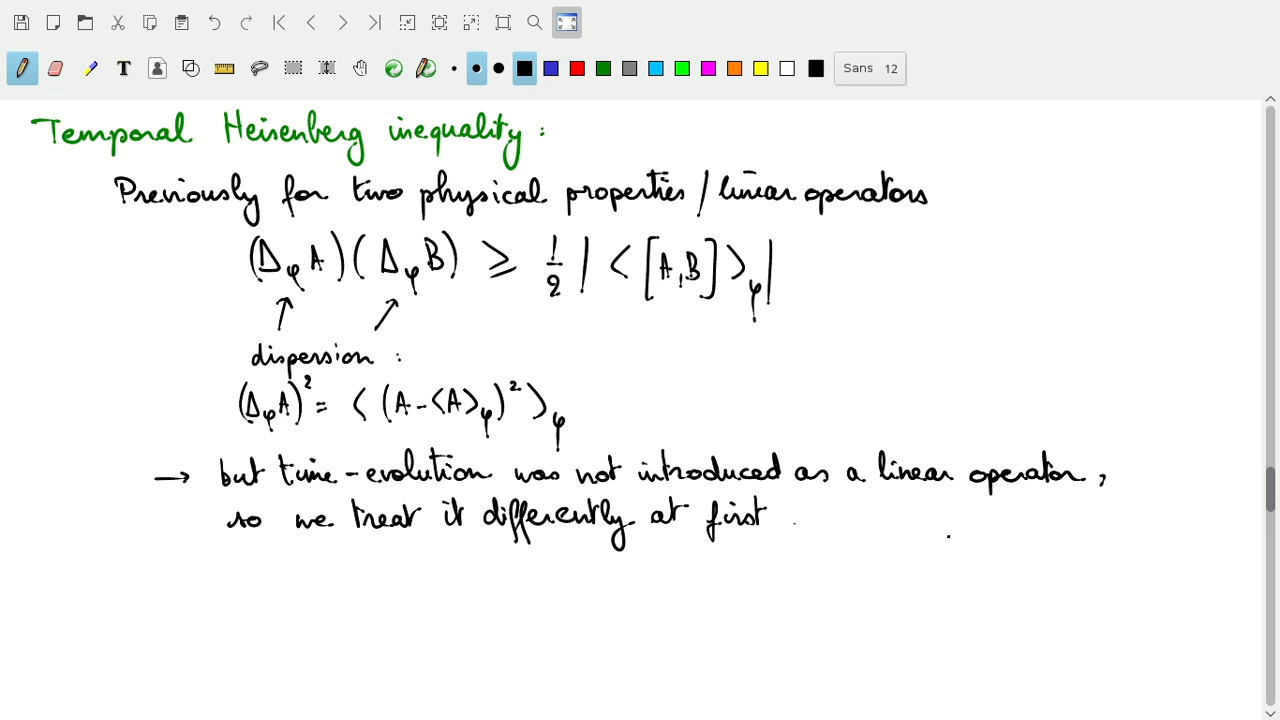 Sans 12
Temporal Heisenberg inequality :
Previously for two physical properties / linear operators
(Δ_φ A)(Δ_φ B) ≥ 1/2 | < [A,B] >_φ |
dispersion :
(Δ_φ A)² = < (A - <A>_φ)² >_φ
→ but time-evolution was not introduced as a linear operator,
so we treat it differently at first .